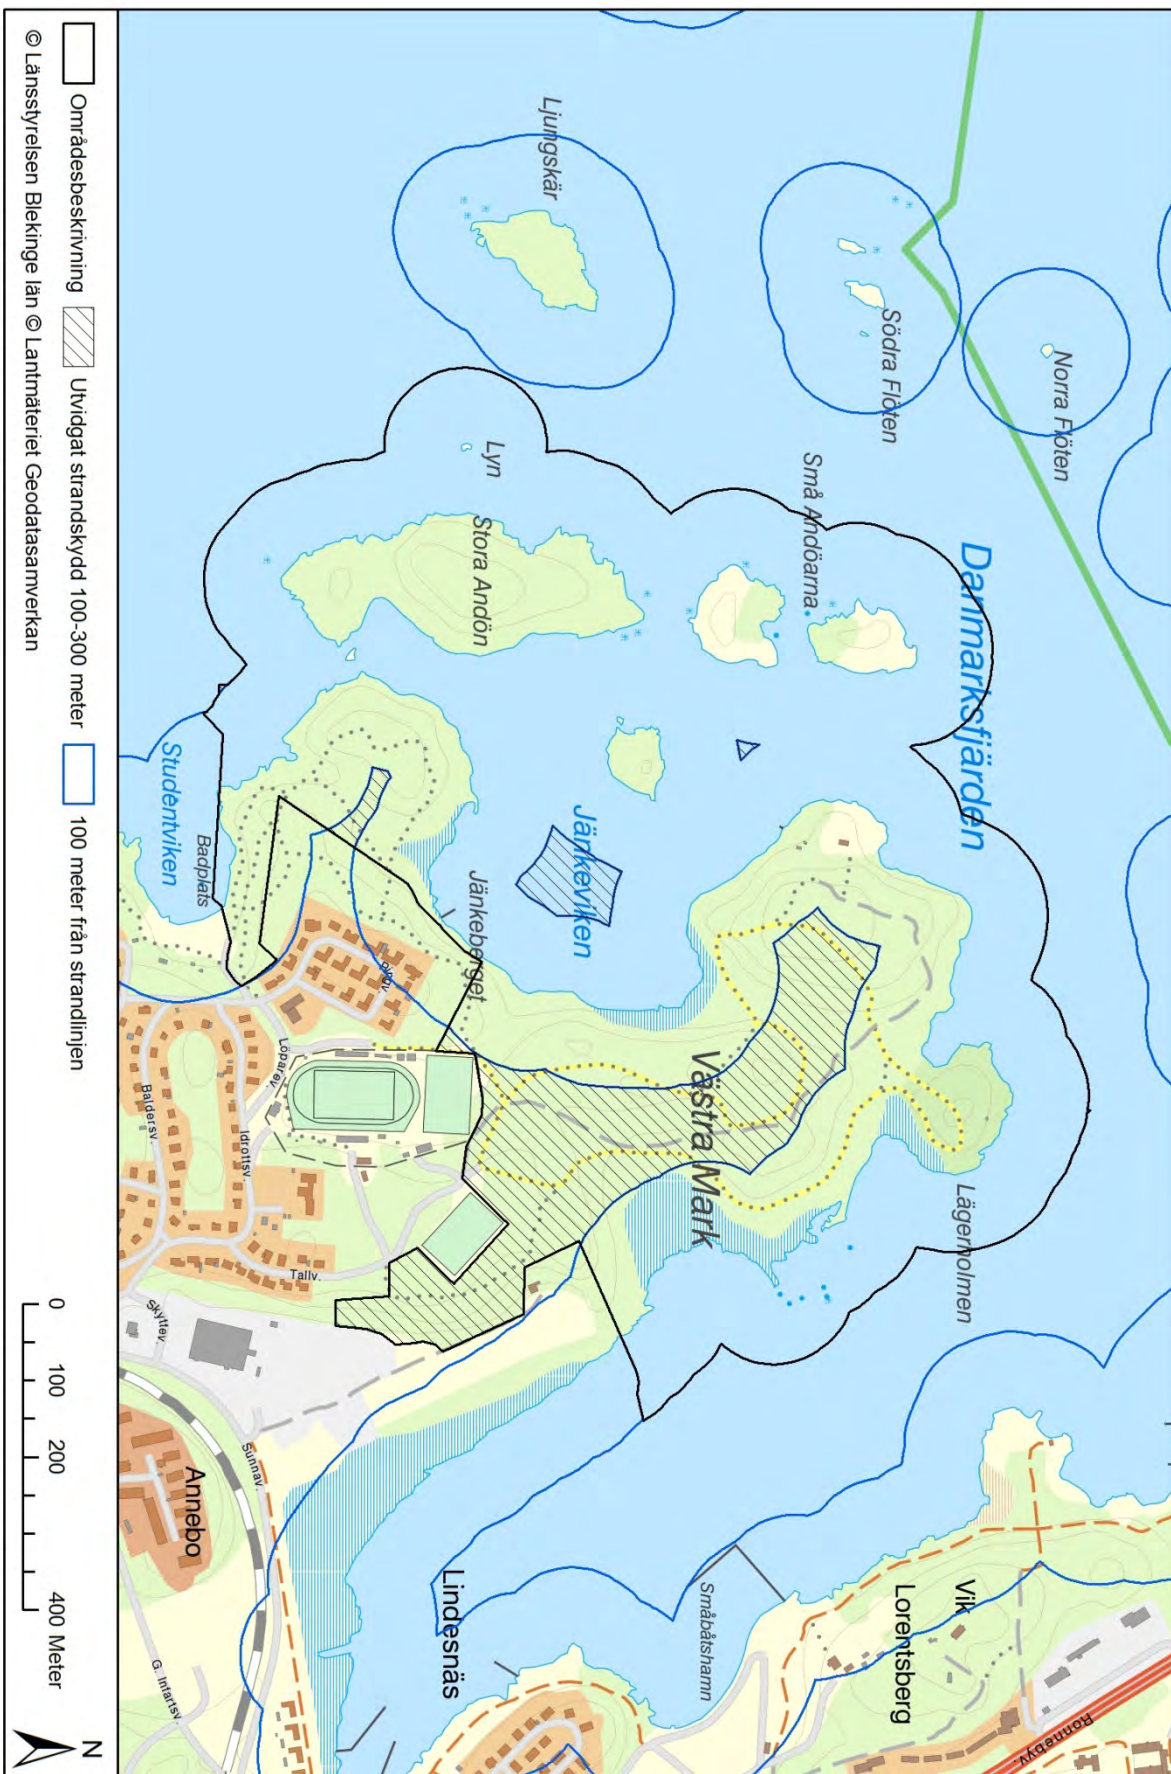 Norra Flöten
Södra Flöten
Ljungskär
Danmarksfjärden
Små Andöarna
Lyn
Stora Andön
Jänkeviken
Lägerholmen
Västra Mark
Jänkeberget
Studentviken
Badplats
Löparev.
Idrottsv.
Baldersv.
Tallv.
Skyttev.
Sunnav.
Annebo
G. Infartsv.
Vik
Lorentsberg
Småbåtshamn
Lindesnäs
Ronnebyv.
Områdesbeskrivning
Utvidgat strandskydd 100-300 meter
100 meter från strandlinjen
0 100 200 400 Meter
N
© Länsstyrelsen Blekinge län © Lantmäteriet Geodatasamverkan